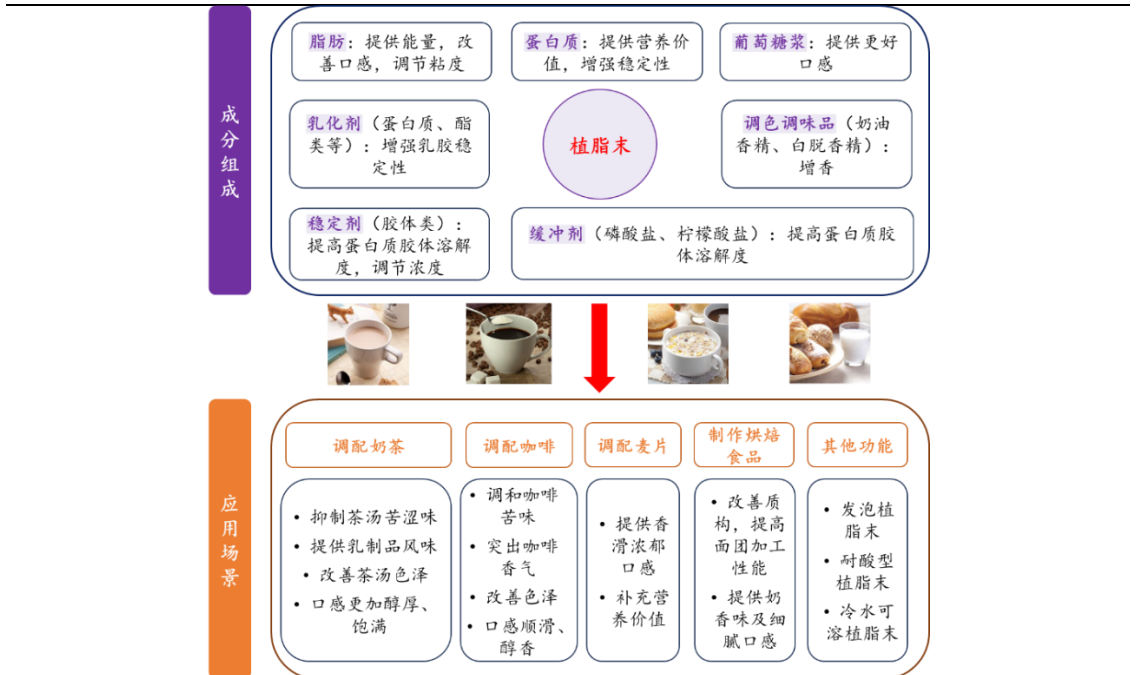 成分组成
脂肪：提供能量，改
善口感，调节粘度
蛋白质：提供营养价
值，增强稳定性
葡萄糖浆：提供更好
口感
乳化剂（蛋白质、酯
类等）：增强乳胶稳
定性
植脂末
调色调味品（奶油
香精、白脱香精）：
增香
稳定剂（胶体类）：
提高蛋白质胶体溶解
度，调节浓度
缓冲剂（磷酸盐、柠檬酸盐）：提高蛋白质胶
体溶解度
应用场景
调配奶茶
• 抑制茶汤苦涩味
• 提供乳制品风味
• 改善茶汤色泽
• 口感更加醇厚、
饱满
调配咖啡
• 调和咖啡
苦味
• 突出咖啡
香气
• 改善色泽
• 口感顺滑、
醇香
调配麦片
• 提供香
滑浓郁
口感
• 补充营
养价值
制作烘焙
食品
• 改善质
构，提高
面团加工
性能
• 提供奶
香味及细
腻口感
其他功能
• 发泡植
脂末
• 耐酸型
植脂末
• 冷水可
溶植脂末